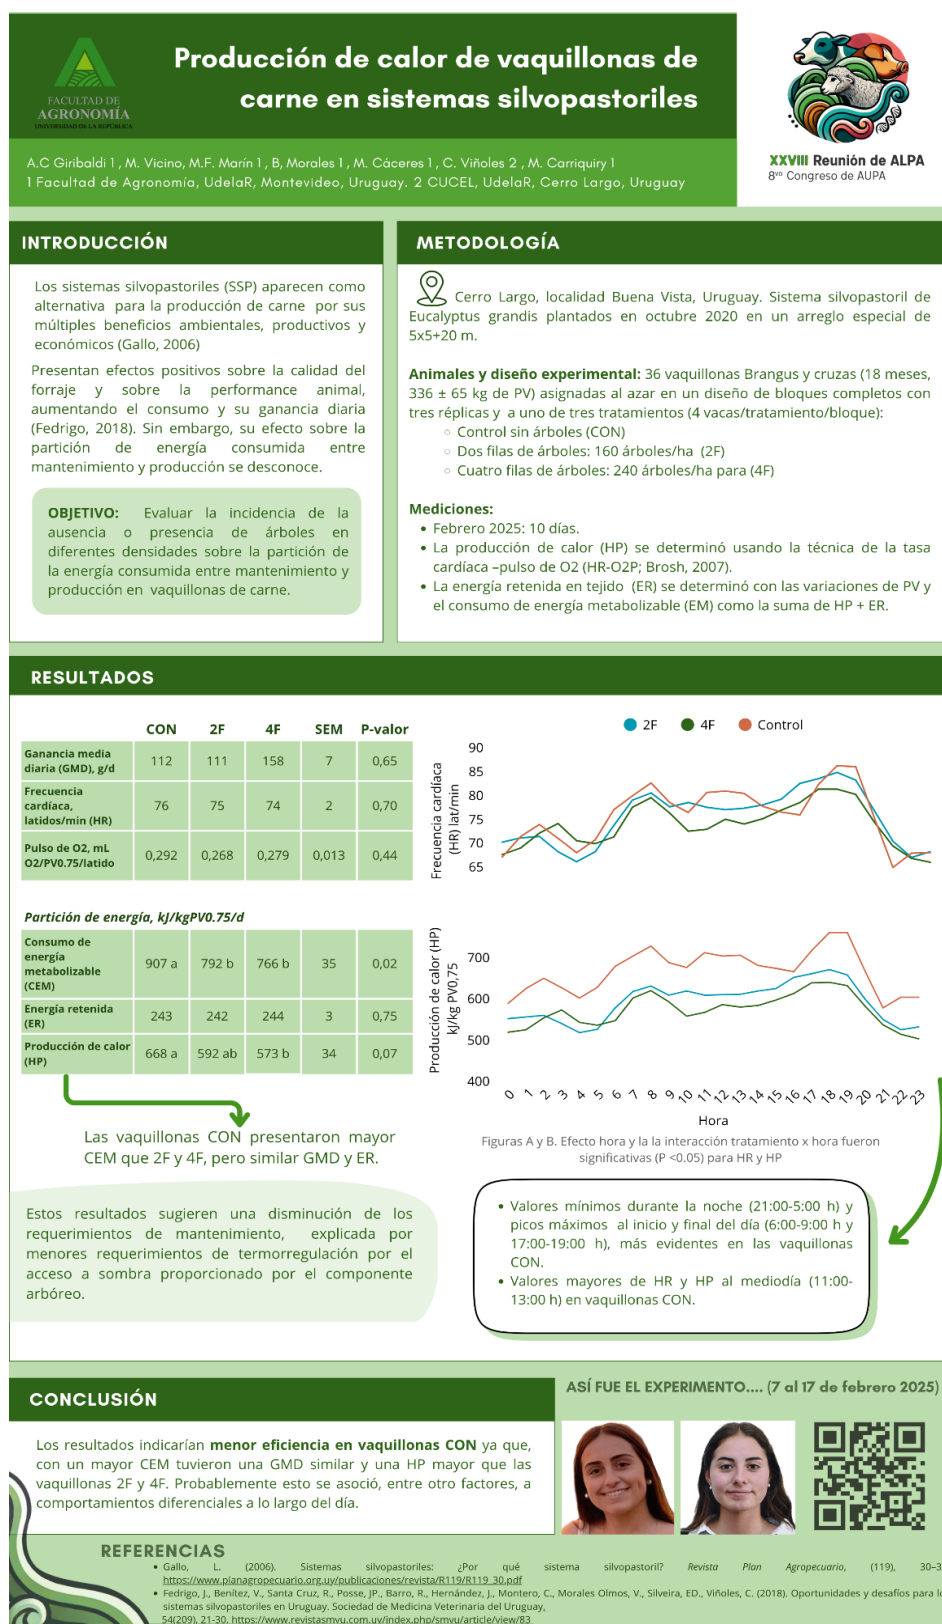 FACULTAD DE
AGRONOMÍA
UNIVERSIDAD DE LA REPÚBLICA
Producción de calor de vaquillonas de
carne en sistemas silvopastoriles
XXVIII Reunión de ALPA
8vo Congreso de AUPA
A.C Giribaldi 1 , M. Vicino, M.F. Marín 1 , B, Morales 1 , M. Cáceres 1 , C. Viñoles 2 , M. Carriquiry 1
1 Facultad de Agronomía, UdelaR, Montevideo, Uruguay. 2 CUCEL, UdelaR, Cerro Largo, Uruguay
INTRODUCCIÓN
Los sistemas silvopastoriles (SSP) aparecen como
alternativa para la producción de carne por sus
múltiples beneficios ambientales, productivos y
económicos (Gallo, 2006)
Presentan efectos positivos sobre la calidad del
forraje y sobre la performance animal,
aumentando el consumo y su ganancia diaria
(Fedrigo, 2018). Sin embargo, su efecto sobre la
partición de energía consumida entre
mantenimiento y producción se desconoce.
OBJETIVO: Evaluar la incidencia de la
ausencia o presencia de árboles en
diferentes densidades sobre la partición de
la energía consumida entre mantenimiento y
producción en vaquillonas de carne.
METODOLOGÍA
Cerro Largo, localidad Buena Vista, Uruguay. Sistema silvopastoril de
Eucalyptus grandis plantados en octubre 2020 en un arreglo especial de
5x5+20 m.
Animales y diseño experimental: 36 vaquillonas Brangus y cruzas (18 meses,
336 ± 65 kg de PV) asignadas al azar en un diseño de bloques completos con
tres réplicas y a uno de tres tratamientos (4 vacas/tratamiento/bloque):
Control sin árboles (CON)
Dos filas de árboles: 160 árboles/ha (2F)
Cuatro filas de árboles: 240 árboles/ha para (4F)
Mediciones:
Febrero 2025: 10 días.
La producción de calor (HP) se determinó usando la técnica de la tasa
cardíaca –pulso de O2 (HR-O2P; Brosh, 2007).
La energía retenida en tejido (ER) se determinó con las variaciones de PV y
el consumo de energía metabolizable (EM) como la suma de HP + ER.
RESULTADOS
CON 2F 4F SEM P-valor
Ganancia media
diaria (GMD), g/d 112 111 158 7 0,65
Frecuencia
cardíaca,
latidos/min (HR) 76 75 74 2 0,70
Pulso de O2, mL
O2/PV0.75/latido 0,292 0,268 0,279 0,013 0,44
Partición de energía, kJ/kgPV0.75/d
Consumo de
energía
metabolizable
(CEM) 907 a 792 b 766 b 35 0,02
Energía retenida
(ER) 243 242 244 3 0,75
Producción de calor
(HP) 668 a 592 ab 573 b 34 0,07
Las vaquillonas CON presentaron mayor
CEM que 2F y 4F, pero similar GMD y ER.
Estos resultados sugieren una disminución de los
requerimientos de mantenimiento, explicada por
menores requerimientos de termorregulación por el
acceso a sombra proporcionado por el componente
arbóreo.
2F 4F Control
Frecuencia cardíaca
(HR) lat/min
90
85
80
75
70
65
Producción de calor (HP)
kJ/kg PV0,75
700
600
500
400
0 1 2 3 4 5 6 7 8 9 10 11 12 13 14 15 16 17 18 19 20 21 22 23
Hora
Figuras A y B. Efecto hora y la la interacción tratamiento x hora fueron
significativas (P <0.05) para HR y HP
Valores mínimos durante la noche (21:00-5:00 h) y
picos máximos al inicio y final del día (6:00-9:00 h y
17:00-19:00 h), más evidentes en las vaquillonas
CON.
Valores mayores de HR y HP al mediodía (11:00-
13:00 h) en vaquillonas CON.
CONCLUSIÓN
Los resultados indicarían menor eficiencia en vaquillonas CON ya que,
con un mayor CEM tuvieron una GMD similar y una HP mayor que las
vaquillonas 2F y 4F. Probablemente esto se asoció, entre otro factores, a
comportamientos diferenciales a lo largo del día.
ASÍ FUE EL EXPERIMENTO.... (7 al 17 de febrero 2025)
REFERENCIAS
Gallo, L. (2006). Sistemas silvopastoriles: ¿Por qué sistema silvopastoril? Revista Plan Agropecuario, (119), 30–3
https://www.planagropecuario.org.uy/publicaciones/revista/R119/R119_30.pdf
Fedrigo, J., Benítez, V., Santa Cruz, R., Posse, JP., Barro, R., Hernández, J., Montero, C., Morales Olmos, V., Silveira, ED., Viñoles, C. (2018). Oportunidades y desafíos para lo
sistemas silvopastoriles en Uruguay. Sociedad de Medicina Veterinaria del Uruguay,
54(209), 21-30. https://www.revistasmvu.com.uy/index.php/smvu/article/view/83